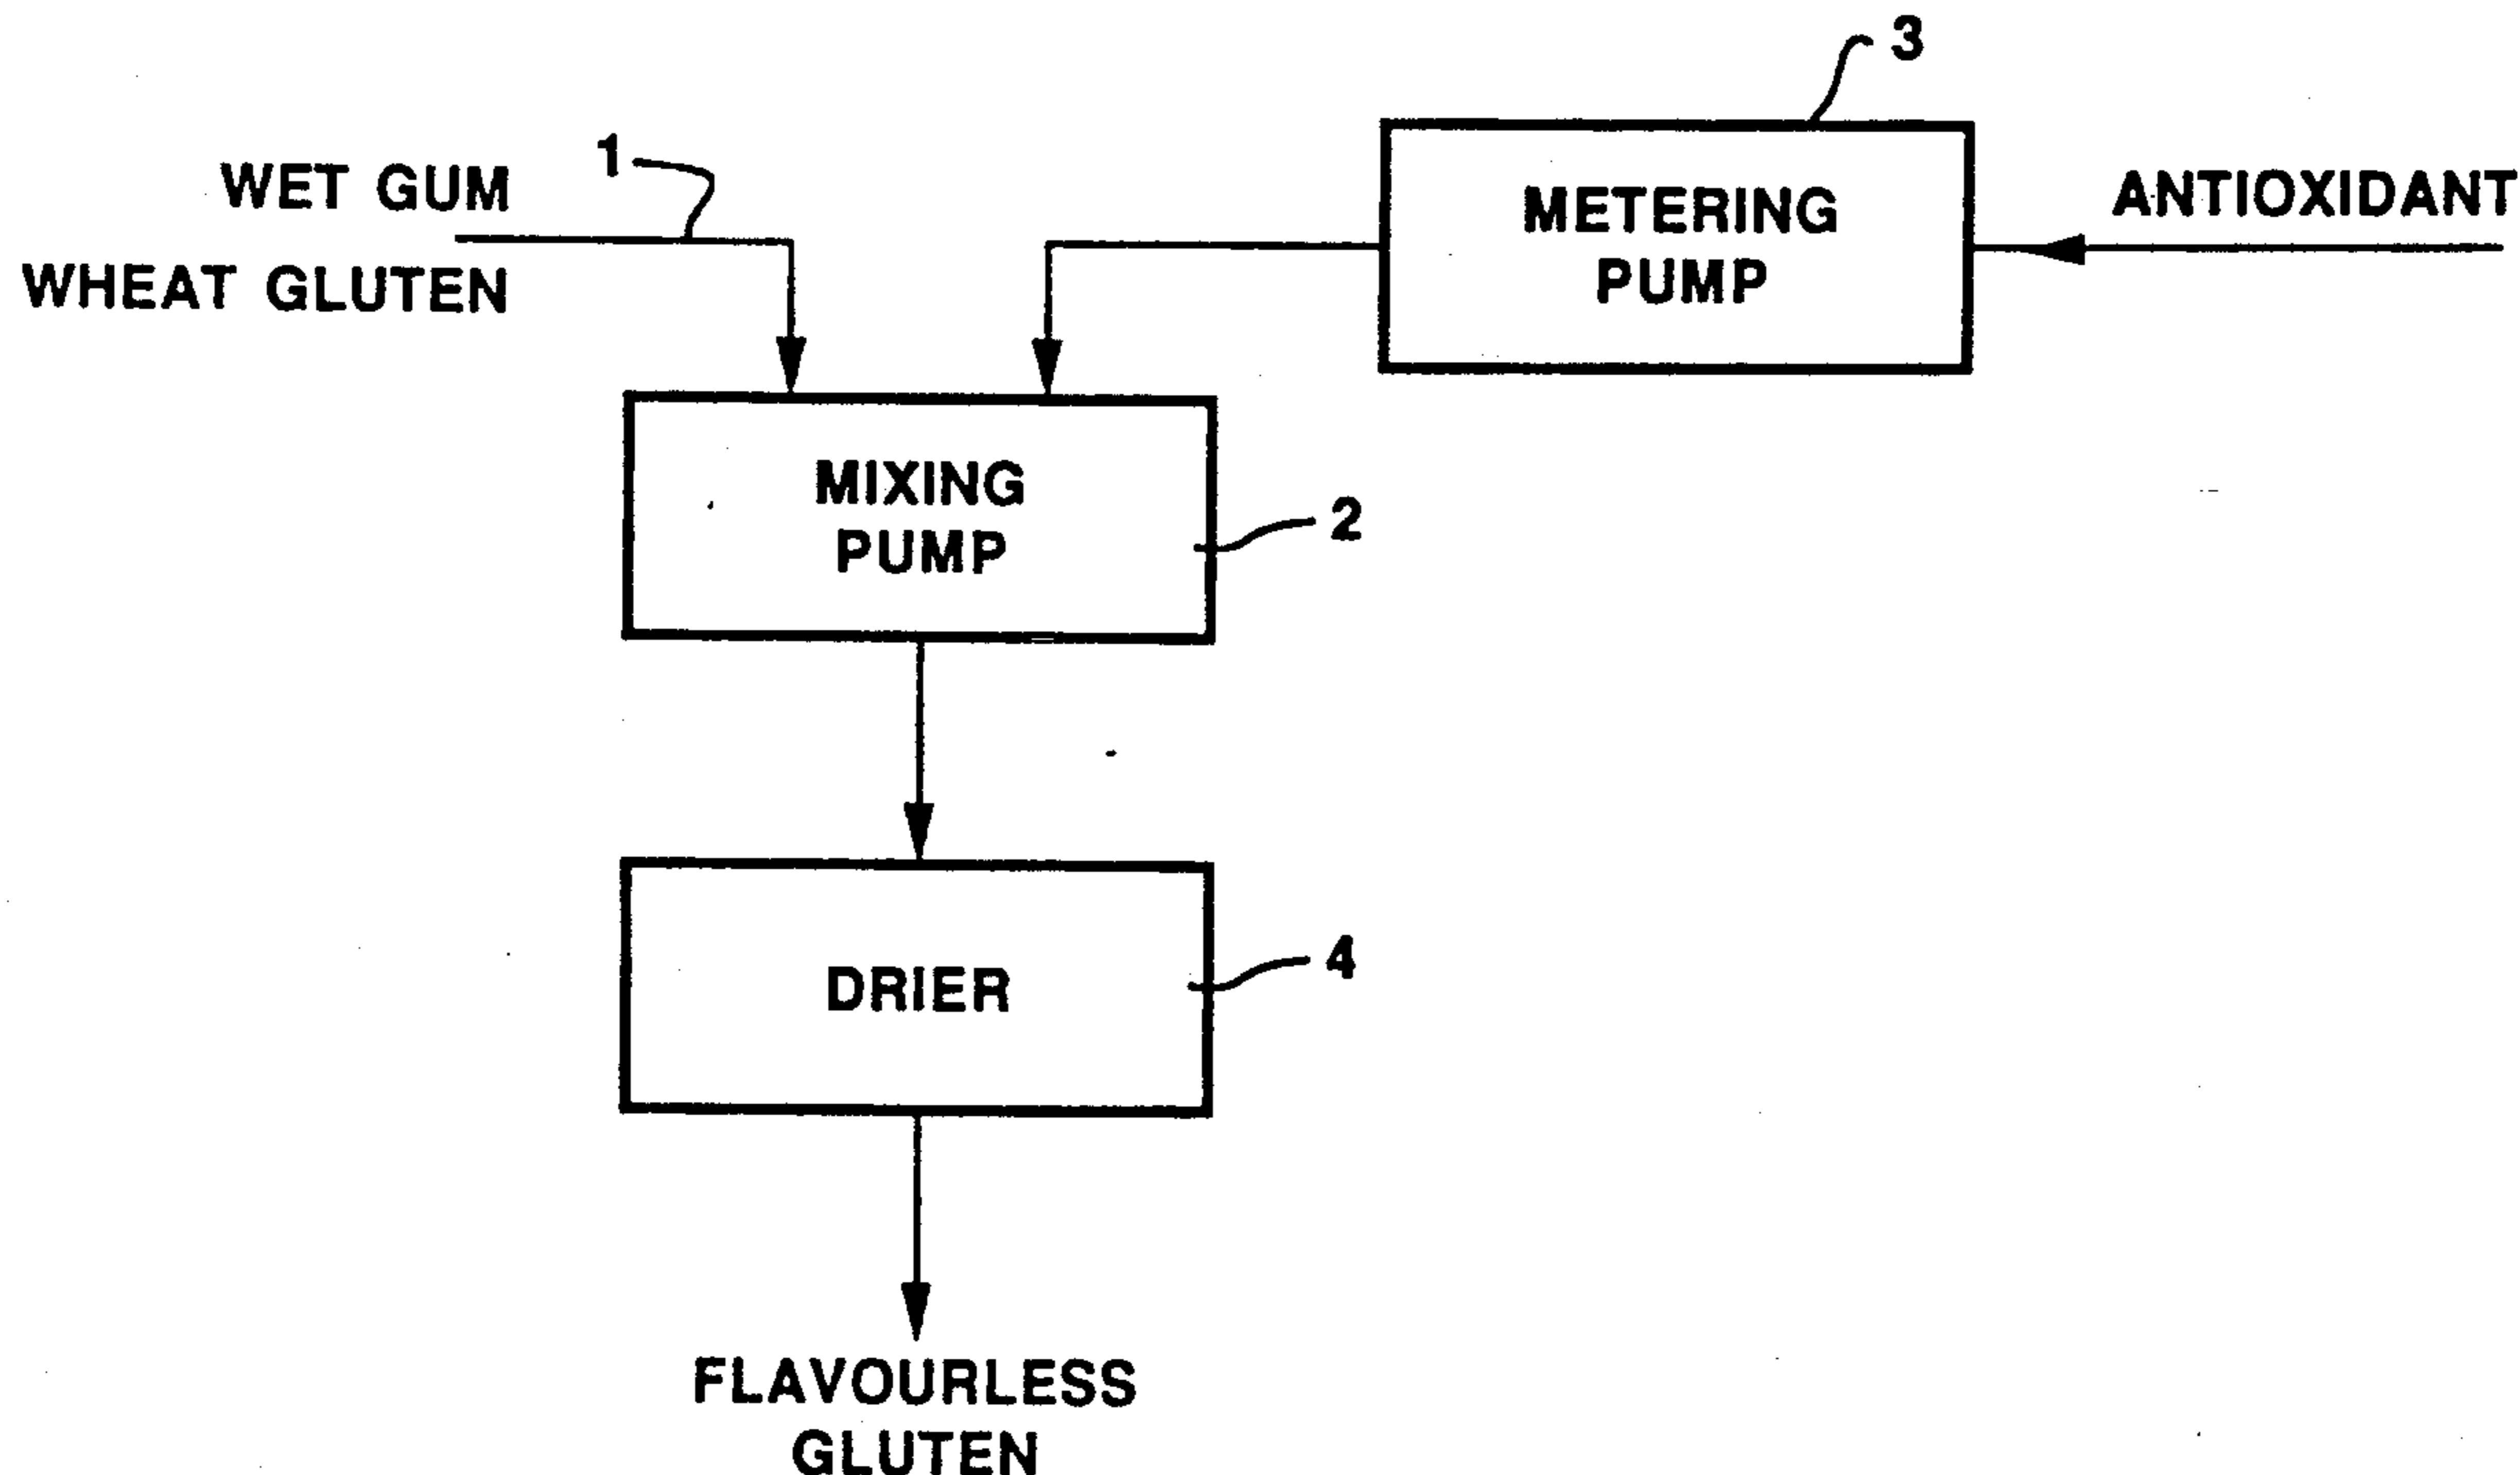 3
1
WET GUM
WHEAT GLUTEN
METERING
PUMP
ANTIOXIDANT
MIXING
PUMP
2
DRIER
4
FLAVOURLESS
GLUTEN